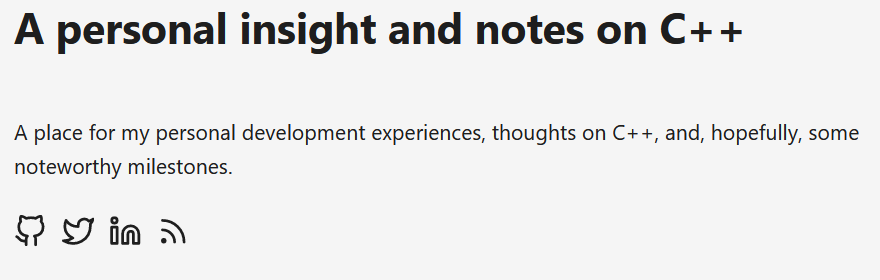 A personal insight and notes on C++
A place for my personal development experiences, thoughts on C++, and, hopefully, some
noteworthy milestones.